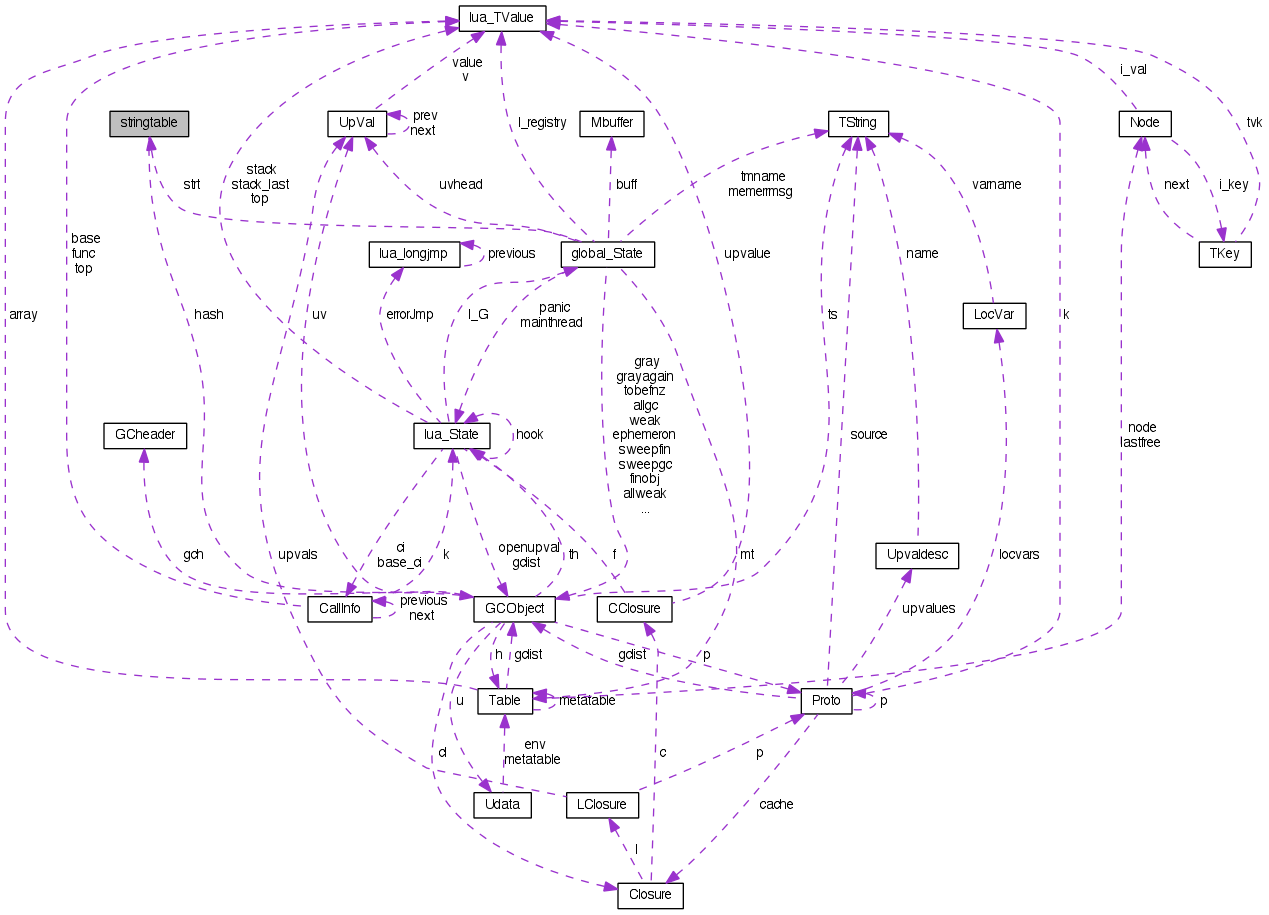 lua_TValue
value
v
i_val
stringtable
UpVal
prev
next
l_registry
Mbuffer
TString
Node
tvk
strt
stack
stack_last
top
uvhead
buff
tmname
memerrmsg
varname
next
i_key
base
func
top
lua_longjmp
previous
global_State
upvalue
name
TKey
array
hash
uv
errorJmp
l_G
panic
mainthread
ts
LocVar
k
gray
grayagain
tobefnz
allgc
weak
ephemeron
sweepfin
sweepgc
finobj
allweak
...
GCheader
lua_State
hook
source
node
lastfree
gch
upvals
ci
base_ci
k
openupval
gclist
th
f
mt
Upvaldesc
locvars
CallInfo
previous
next
GCObject
CClosure
upvalues
h
gclist
gclist
p
u
Table
metatable
Proto
p
cl
env
metatable
c
p
cache
Udata
LClosure
l
Closure